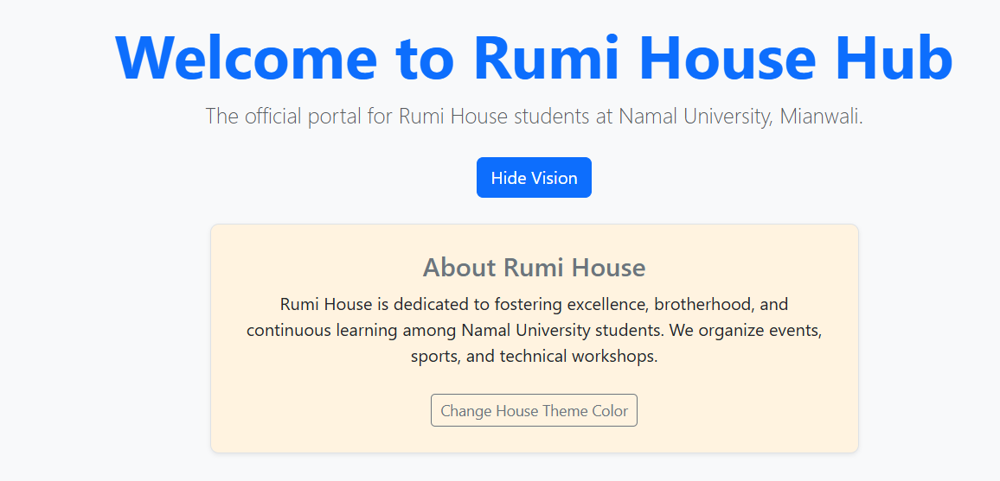 Welcome to Rumi House Hub
The official portal for Rumi House students at Namal University, Mianwali.
Hide Vision
About Rumi House
Rumi House is dedicated to fostering excellence, brotherhood, and
continuous learning among Namal University students. We organize events,
sports, and technical workshops.
Change House Theme Color